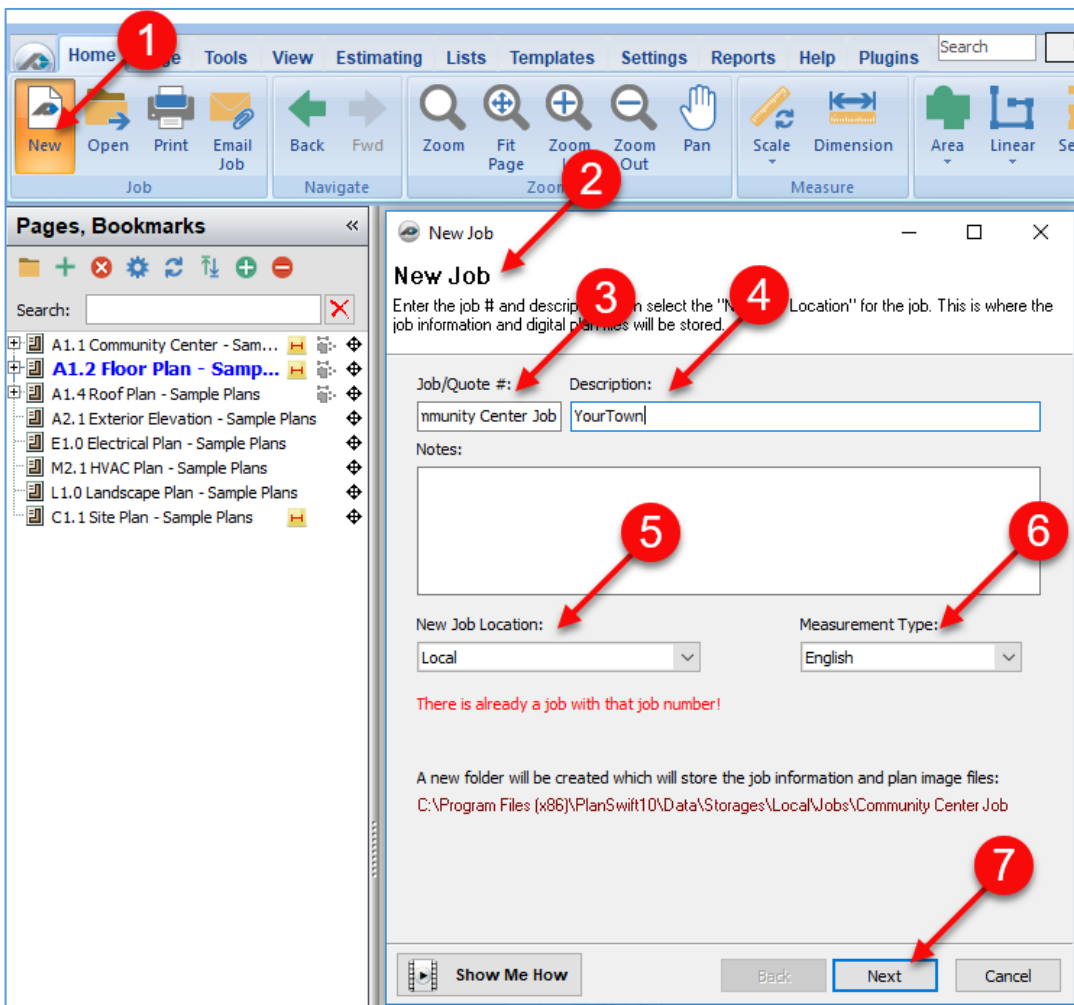 1
Home
Tools View Estimating Lists Templates Settings Reports Help Plugins
Search
New Open Print Email Job
Back Fwd
Zoom Fit Page Zoom Zoom Out Pan
Scale Dimension
Area Linear
Job
Navigate
Measure
2
Pages, Bookmarks
Search:
A1.1 Community Center - Sam...
A1.2 Floor Plan - Samp...
A1.4 Roof Plan - Sample Plans
A2.1 Exterior Elevation - Sample Plans
E1.0 Electrical Plan - Sample Plans
M2.1 HVAC Plan - Sample Plans
L1.0 Landscape Plan - Sample Plans
C1.1 Site Plan - Sample Plans
New Job
New Job
3
4
Enter the job # and select the "N Location" for the job. This is where the
job information and digital files will be stored.
Job/Quote #: Description:
mmunity Center Job YourTown
Notes:
5
6
New Job Location: Measurement Type:
Local English
There is already a job with that job number!
A new folder will be created which will store the job information and plan image files:
C:\Program Files (x86)\PlanSwift10\Data\Storages\Local\Jobs\Community Center Job
7
Show Me How Back Next Cancel